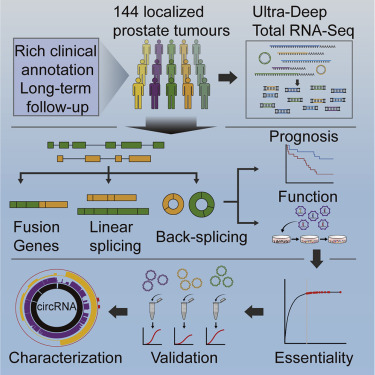 144 localized
prostate tumours
Ultra-Deep
Total RNA-Seq
Rich clinical
annotation
Long-term
follow-up
Prognosis
Function
Fusion
Genes
Linear
splicing
Back-splicing
circRNA
Characterization
Validation
Essentiality